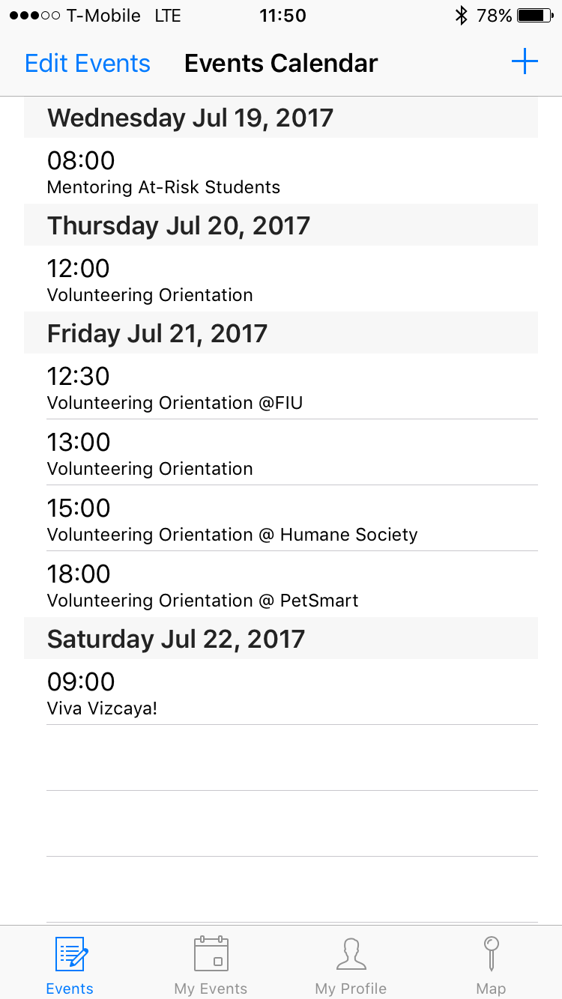 T-Mobile LTE 11:50 78%
Edit Events Events Calendar +
Wednesday Jul 19, 2017
08:00
Mentoring At-Risk Students
Thursday Jul 20, 2017
12:00
Volunteering Orientation
Friday Jul 21, 2017
12:30
Volunteering Orientation @FIU
13:00
Volunteering Orientation
15:00
Volunteering Orientation @ Humane Society
18:00
Volunteering Orientation @ PetSmart
Saturday Jul 22, 2017
09:00
Viva Vizcaya!
Events My Events My Profile Map